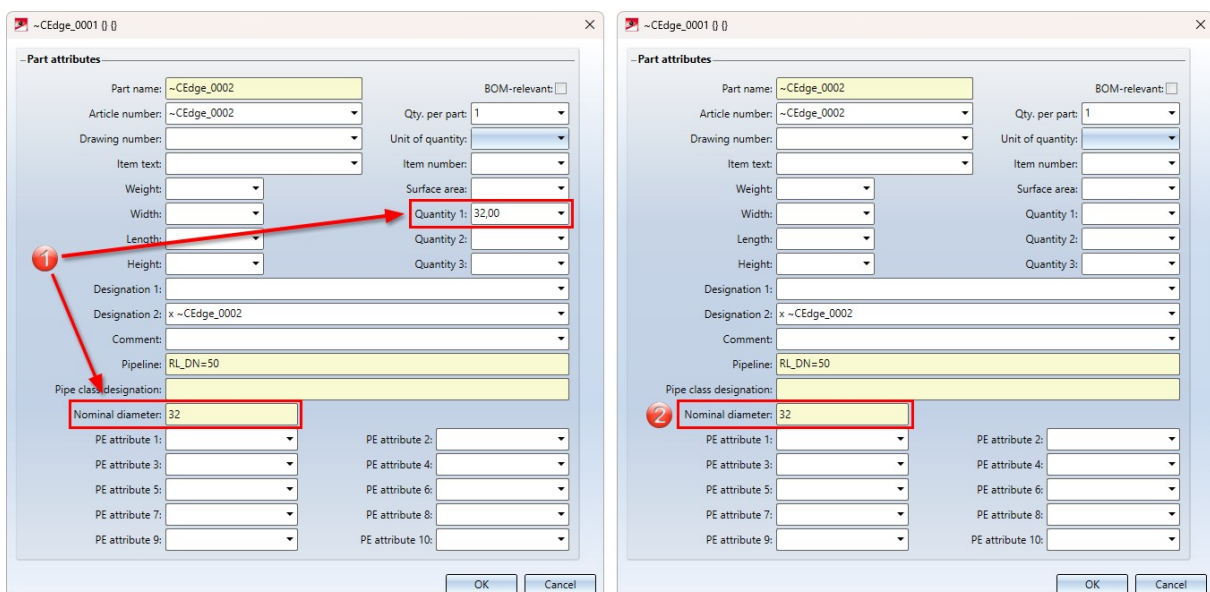 ~CEdge_0001 {} {}
Part attributes
Part name: ~CEdge_0002 BOM-relevant:
Article number: ~CEdge_0002 Qty. per part: 1
Drawing number: Unit of quantity:
Item text: Item number:
Weight: Surface area:
Width: Quantity 1: 32,00
Length: Quantity 2:
1
Height: Quantity 3:
Designation 1:
Designation 2: x ~CEdge_0002
Comment:
Pipeline: RL_DN=50
Pipe class designation:
Nominal diameter: 32
PE attribute 1: PE attribute 2:
PE attribute 3: PE attribute 4:
PE attribute 5: PE attribute 6:
PE attribute 7: PE attribute 8:
PE attribute 9: PE attribute 10:
OK Cancel
~CEdge_0001 {} {}
Part attributes
Part name: ~CEdge_0002 BOM-relevant:
Article number: ~CEdge_0002 Qty. per part: 1
Drawing number: Unit of quantity:
Item text: Item number:
Weight: Surface area:
Width: Quantity 1:
Length: Quantity 2:
Height: Quantity 3:
Designation 1:
Designation 2: x ~CEdge_0002
Comment:
Pipeline: RL_DN=50
Pipe class designation:
2 Nominal diameter: 32
PE attribute 1: PE attribute 2:
PE attribute 3: PE attribute 4:
PE attribute 5: PE attribute 6:
PE attribute 7: PE attribute 8:
PE attribute 9: PE attribute 10:
OK Cancel